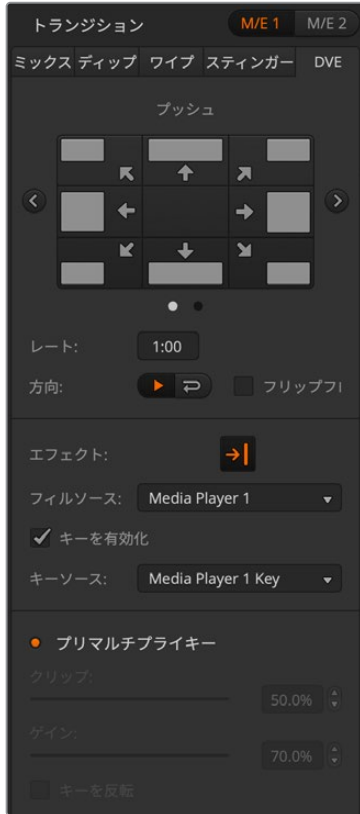 トランジション M/E 1 M/E 2
ミックス ディップ ワイプ スティンガー DVE
プッシュ
レート: 1:00
方向: フリップフ
エフェクト:
フィルソース: Media Player 1
キーを有効化
キーソース: Media Player 1 Key
プリマルチプライキー
クリップ:
50.0%
ゲイン:
70.0%
キーを反転